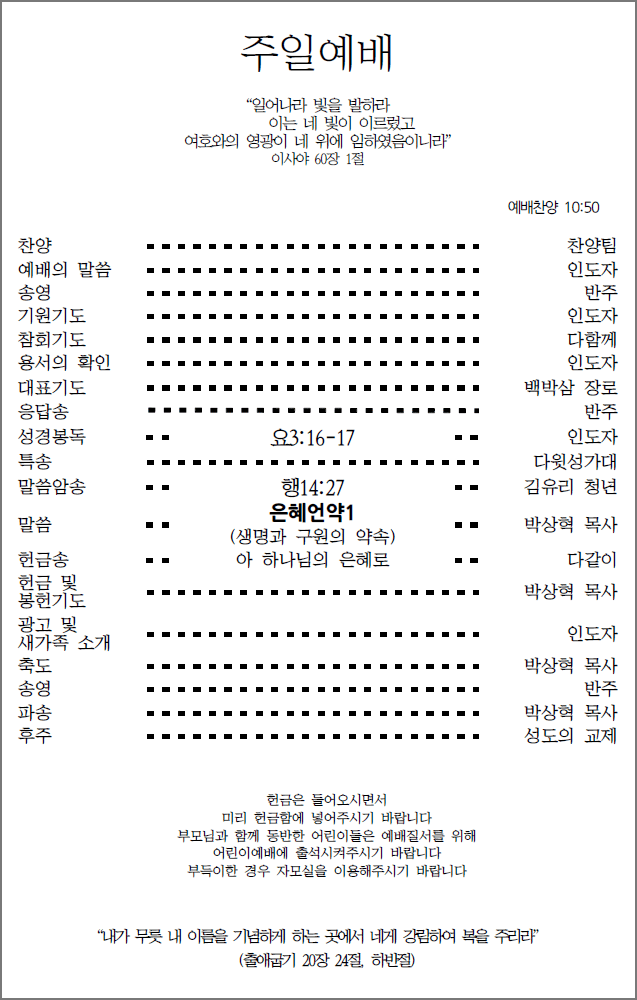 주일예배
“일어나라 빛을 발하라
이는 네 빛이 이르렀고
여호와의 영광이 네 위에 임하였음이니라”
이사야 60장 1절
예배찬양 10:50
찬양 찬양팀
예배의 말씀 인도자
송영 반주
기원기도 인도자
참회기도 다함께
용서의 확인 인도자
대표기도 백박삼 장로
응답송 반주
성경봉독 요3:16-17 인도자
특송 다윗성가대
말씀암송 행14:27 김유리 청년
말씀 은혜언약1 박상혁 목사
(생명과 구원의 약속)
헌금송 아 하나님의 은혜로 다같이
헌금 및
봉헌기도 박상혁 목사
광고 및
새가족 소개 인도자
축도 박상혁 목사
송영 반주
파송 박상혁 목사
후주 성도의 교제
헌금은 들어오시면서
미리 헌금함에 넣어주시기 바랍니다
부모님과 함께 동반한 어린이들은 예배질서를 위해
어린이예배에 출석시켜주시기 바랍니다
부득이한 경우 자모실을 이용해주시기 바랍니다
“내가 무릇 내 이름을 기념하게 하는 곳에서 네게 강림하여 복을 주리라”
(출애굽기 20장 24절, 하반절)